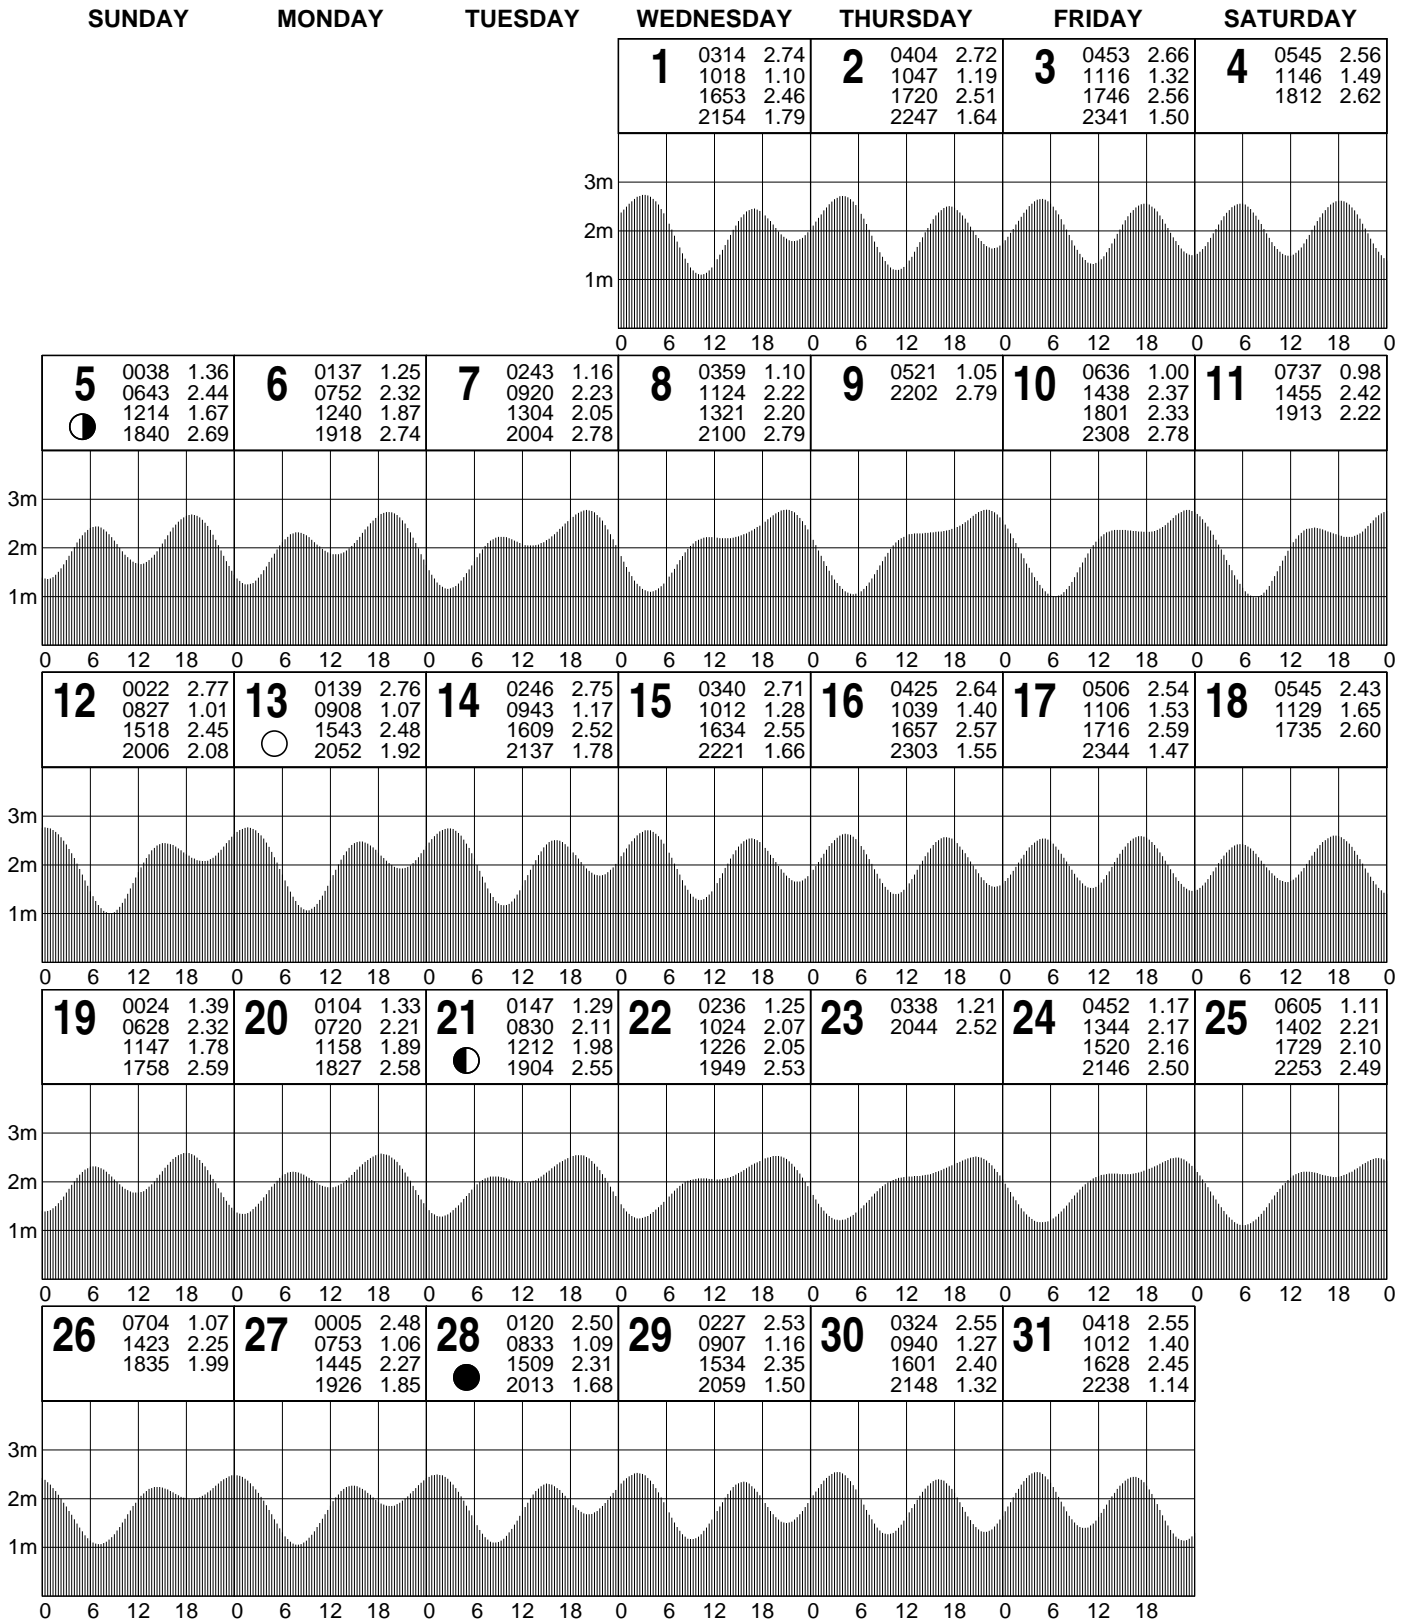 SUNDAY MONDAY TUESDAY WEDNESDAY THURSDAY FRIDAY SATURDAY
1 0314 2.74 2 0404 2.72 3 0453 2.66 4 0545 2.56
1018 1.10 1047 1.19 1116 1.32 1146 1.49
1653 2.46 1720 2.51 1746 2.56 1812 2.62
2154 1.79 2247 1.64 2341 1.50
3m
2m
1m
0 6 12 18 0 6 12 18 0 6 12 18 0 6 12 18 0
5 0038 1.36 6 0137 1.25 7 0243 1.16 8 0359 1.10 9 0521 1.05 10 0636 1.00 11 0737 0.98
0643 2.44 0752 2.32 0920 2.23 1124 2.22 2202 2.79 1438 2.37 1455 2.42
1214 1.67 1240 1.87 1304 2.05 1321 2.20 1801 2.33 1913 2.22
1840 2.69 1918 2.74 2004 2.78 2100 2.79 2308 2.78
3m
2m
1m
0 6 12 18 0 6 12 18 0 6 12 18 0 6 12 18 0 6 12 18 0 6 12 18 0 6 12 18 0
12 0022 2.77 13 0139 2.76 14 0246 2.75 15 0340 2.71 16 0425 2.64 17 0506 2.54 18 0545 2.43
0827 1.01 0908 1.07 0943 1.17 1012 1.28 1039 1.40 1106 1.53 1129 1.65
1518 2.45 1543 2.48 1609 2.52 1634 2.55 1657 2.57 1716 2.59 1735 2.60
2006 2.08 2052 1.92 2137 1.78 2221 1.66 2303 1.55 2344 1.47
3m
2m
1m
0 6 12 18 0 6 12 18 0 6 12 18 0 6 12 18 0 6 12 18 0 6 12 18 0 6 12 18 0
19 0024 1.39 20 0104 1.33 21 0147 1.29 22 0236 1.25 23 0338 1.21 24 0452 1.17 25 0605 1.11
0628 2.32 0720 2.21 0830 2.11 1024 2.07 2044 2.52 1344 2.17 1402 2.21
1147 1.78 1158 1.89 1212 1.98 1226 2.05 1520 2.16 1729 2.10
1758 2.59 1827 2.58 1904 2.55 1949 2.53 2146 2.50 2253 2.49
3m
2m
1m
0 6 12 18 0 6 12 18 0 6 12 18 0 6 12 18 0 6 12 18 0 6 12 18 0 6 12 18 0
26 0704 1.07 27 0005 2.48 28 0120 2.50 29 0227 2.53 30 0324 2.55 31 0418 2.55
1423 2.25 0753 1.06 0833 1.09 0907 1.16 0940 1.27 1012 1.40
1835 1.99 1445 2.27 1509 2.31 1534 2.35 1601 2.40 1628 2.45
1926 1.85 2013 1.68 2059 1.50 2148 1.32 2238 1.14
3m
2m
1m
0 6 12 18 0 6 12 18 0 6 12 18 0 6 12 18 0 6 12 18 0 6 12 18 0